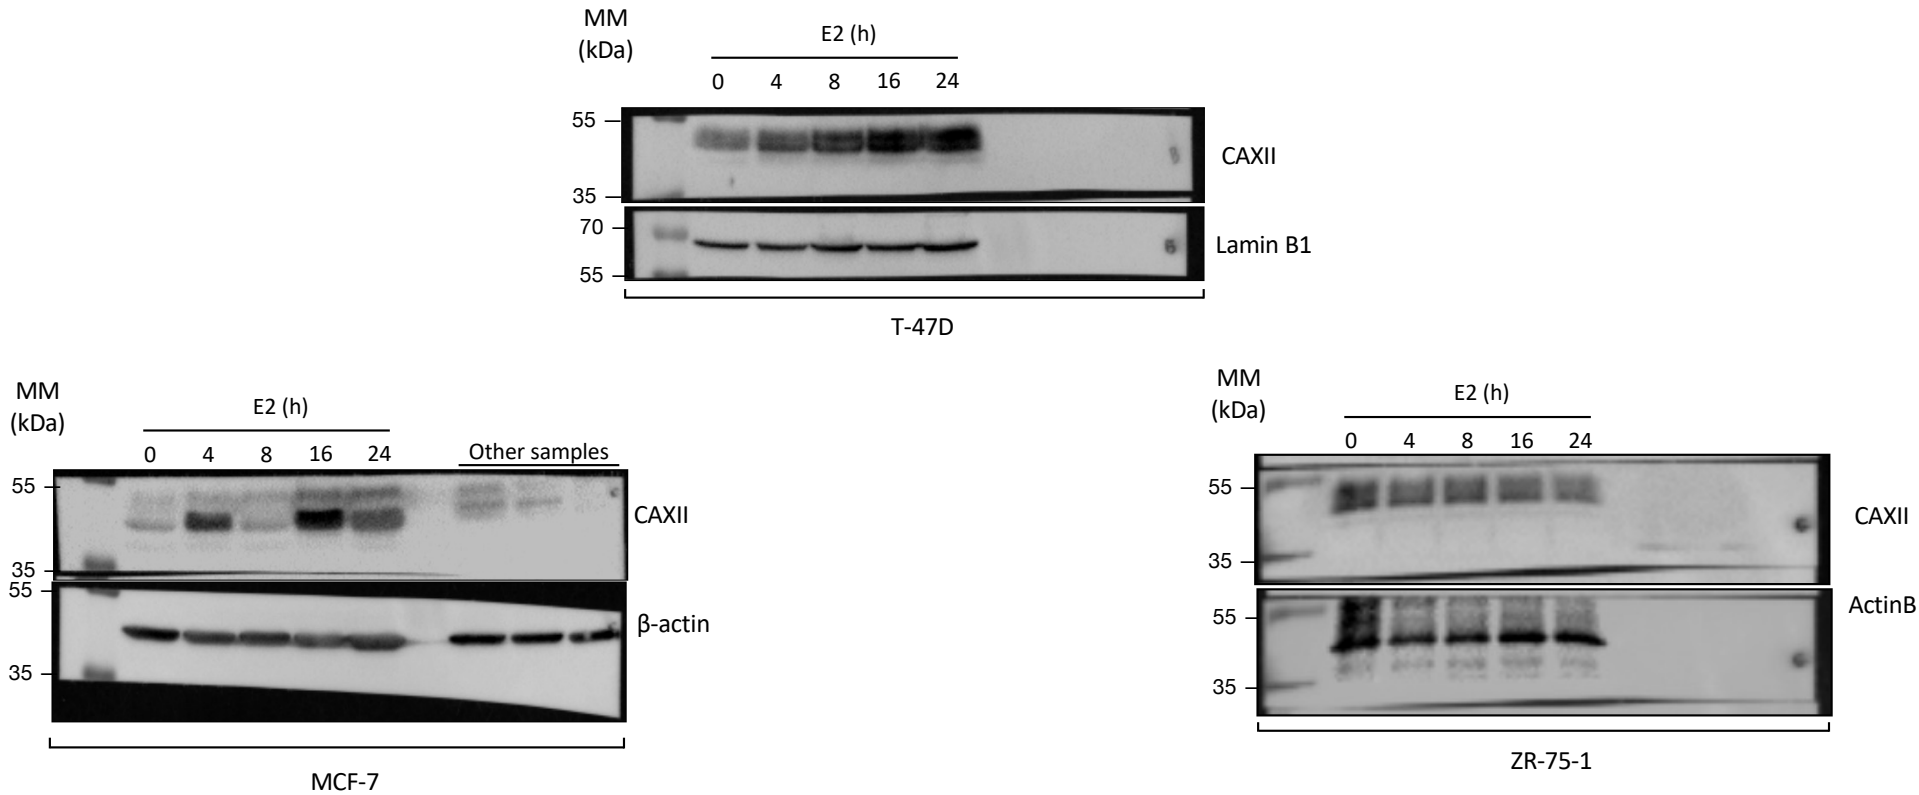 MM
(kDa)
E2 (h)
0 4 8 16 24
55
CAXII
35
70
Lamin B1
55
T-47D
MM
(kDa)
E2 (h)
0 4 8 16 24
Other samples
55
CAXII
35
55
β-actin
35
MCF-7
MM
(kDa)
E2 (h)
0 4 8 16 24
55
CAXII
35
ActinB
55
35
ZR-75-1